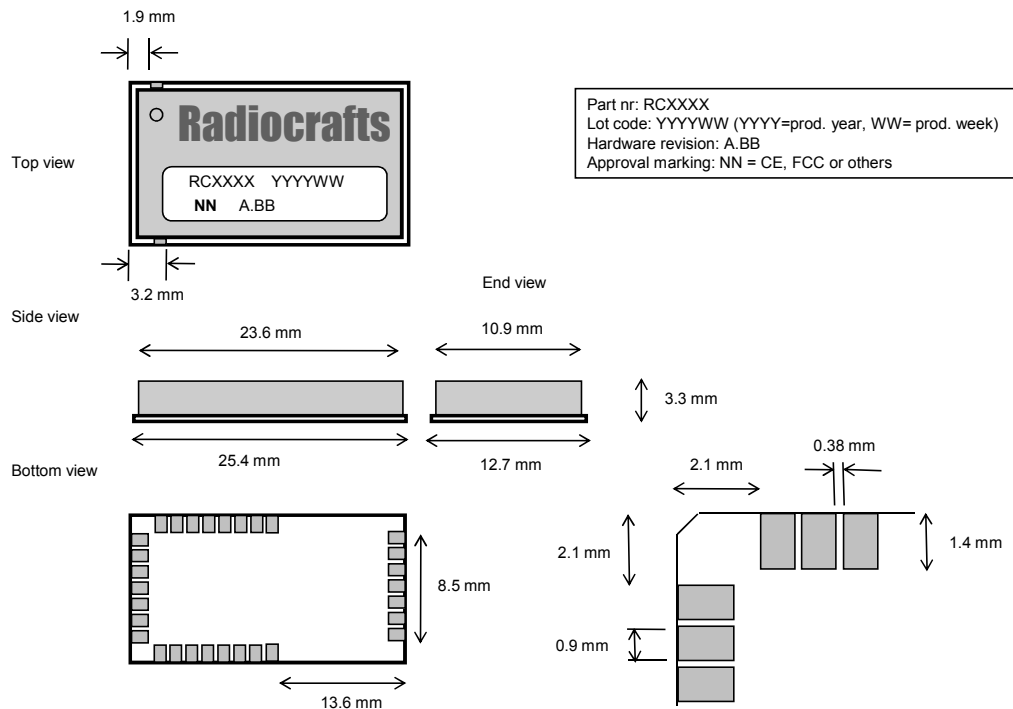 1.9 mm
Radiocrafts
RCXXXX YYYYWW
NN A.BB
Part nr: RCXXXX
Lot code: YYYYWW (YYYY=prod. year, WW= prod. week)
Hardware revision: A.BB
Approval marking: NN = CE, FCC or others
Top view
3.2 mm
End view
Side view
23.6 mm
10.9 mm
3.3 mm
25.4 mm
12.7 mm
Bottom view
0.38 mm
2.1 mm
2.1 mm
1.4 mm
8.5 mm
0.9 mm
13.6 mm